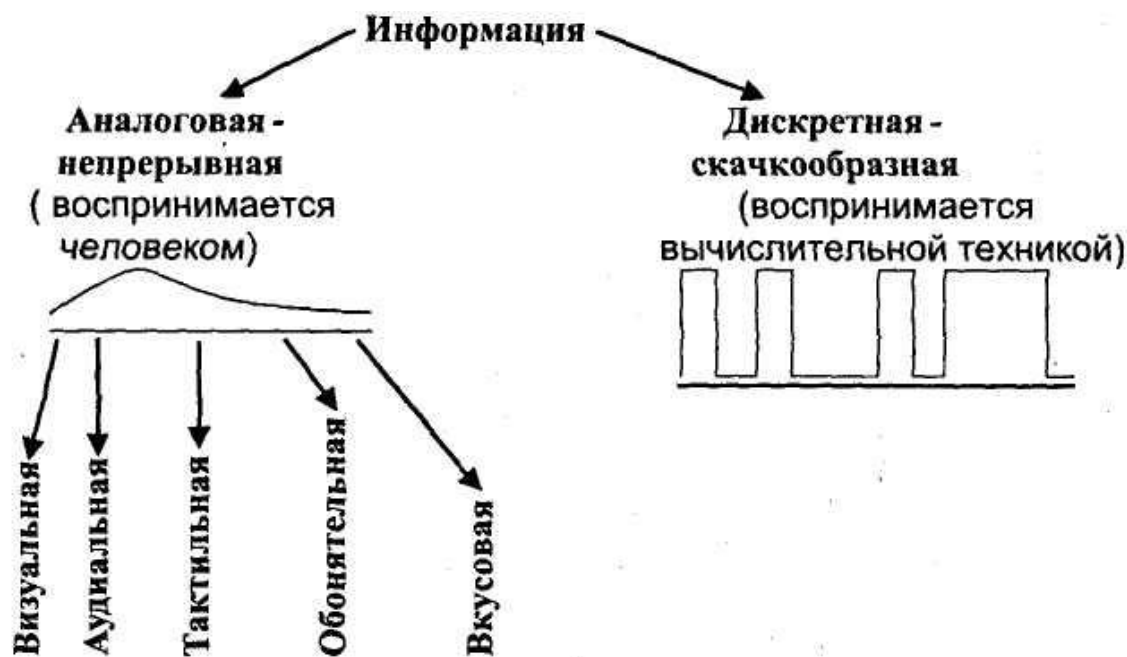 Информация
Аналоговая -
непрерывная
( воспринимается
человеком)
Дискретная -
скачкообразная
(воспринимается
вычислительной техникой)
Визуальная
Аудиальная
Тактильная
Обонятельная
Вкусовая